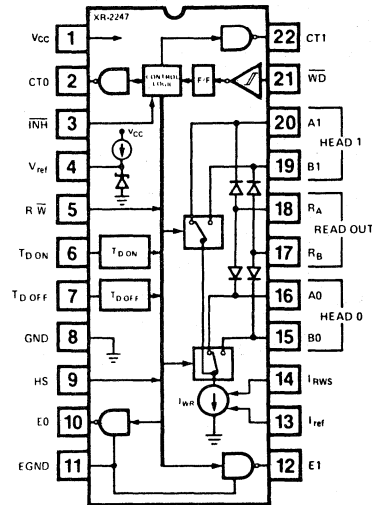 XR-2247
VCC 1
22 CT1
CT0 2
CONTROL LOGIC
F/F
21 WD
INH 3
20 A1
VCC
HEAD 1
Vref 4
19 B1
R W 5
18 RA
READ OUT
TD ON 6
TD ON
17 RB
TD OFF 7
TD OFF
16 A0
HEAD 0
GND 8
15 B0
HS 9
14 IRWS
IWR
E0 10
13 Iref
EGND 11
12 E1